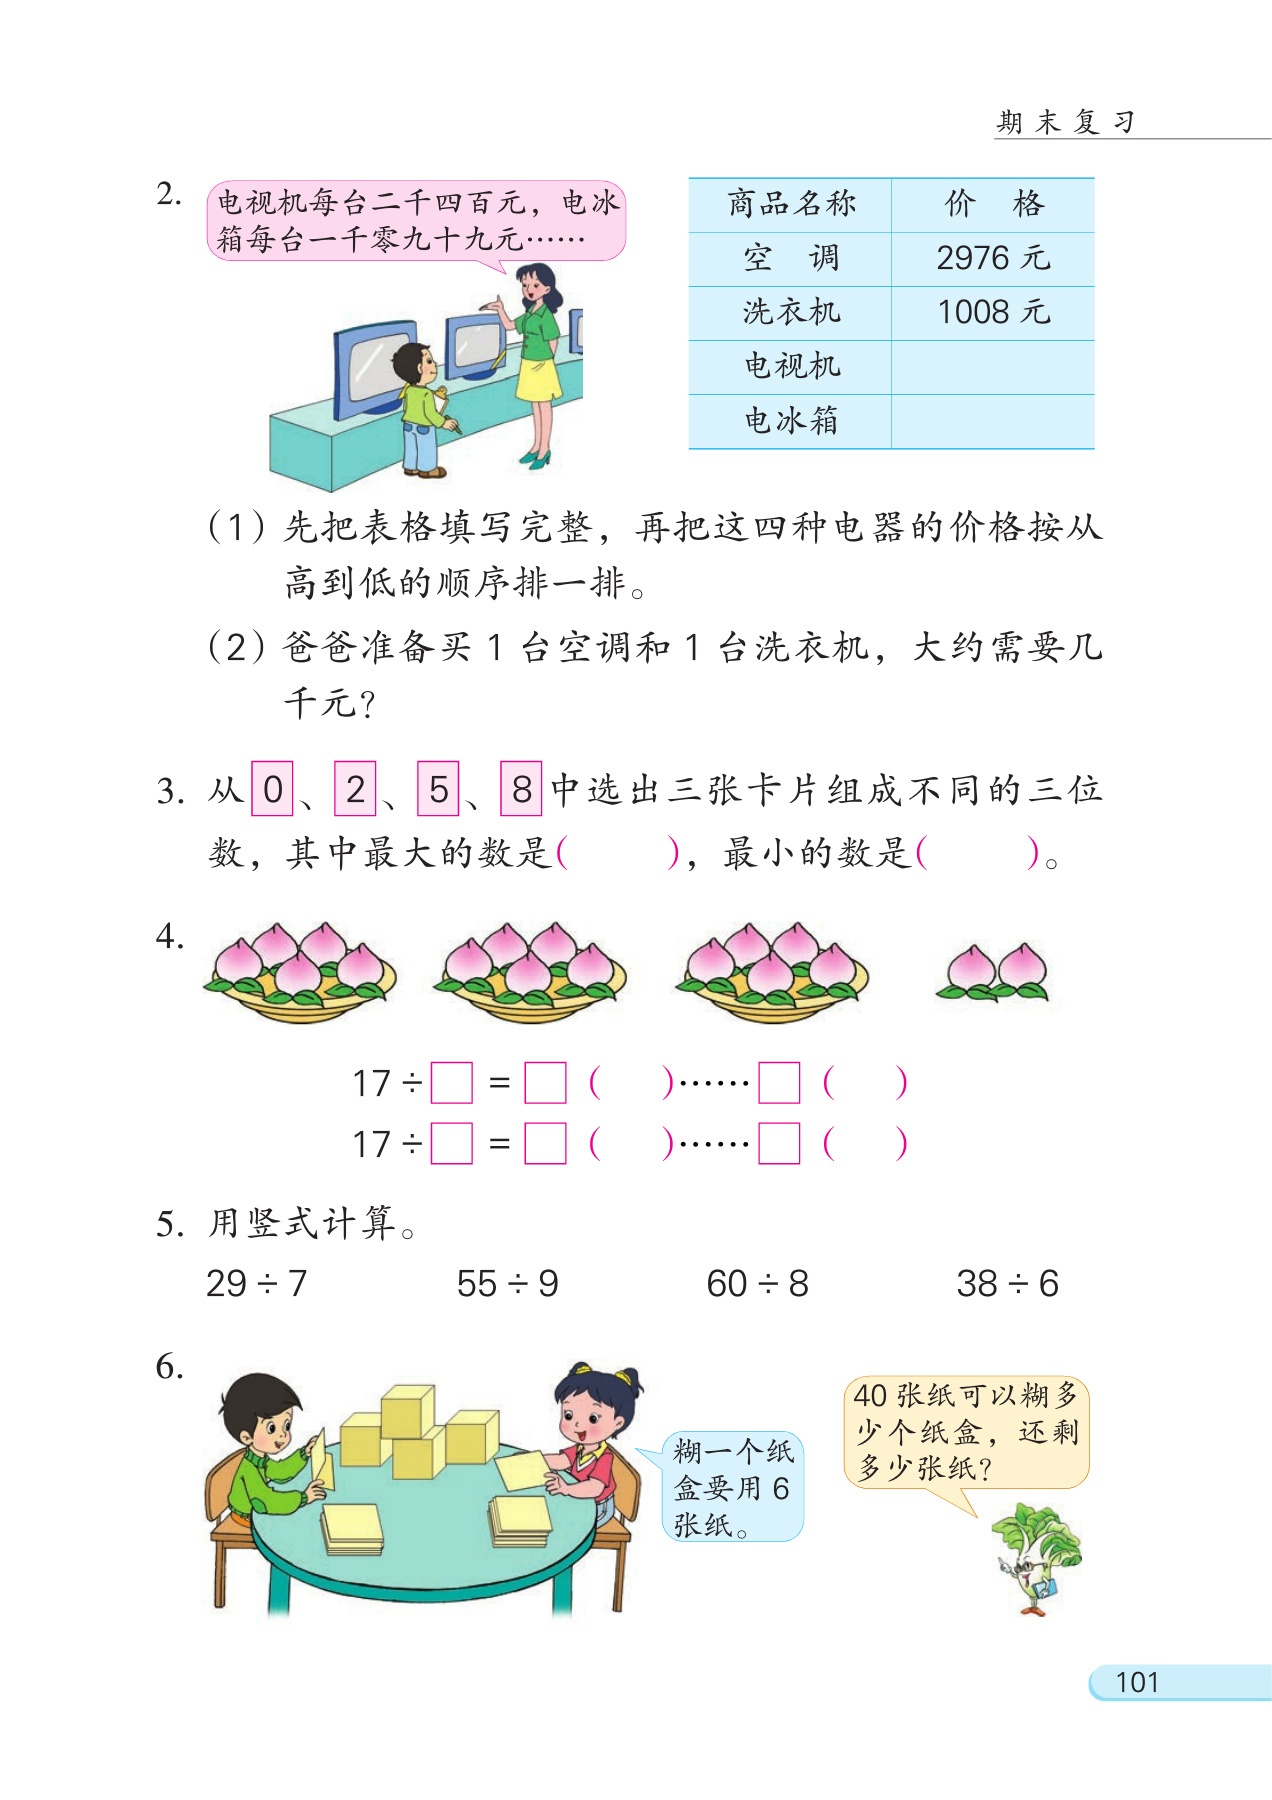 期末复习
2.
电视机每台二千四百元，电冰
箱每台一千零九十九元……
商品名称 价 格
空 调 2976 元
洗衣机 1008 元
电视机
电冰箱
（1）先把表格填写完整，再把这四种电器的价格按从
高到低的顺序排一排。
（2）爸爸准备买 1 台空调和 1 台洗衣机，大约需要几
千元？
3. 从 0 、 2 、 5 、 8 中选出三张卡片组成不同的三位
数，其中最大的数是(　　)，最小的数是(　　)。
4.
17 ÷ □ = □ (　　)……□ (　　)
17 ÷ □ = □ (　　)……□ (　　)
5. 用竖式计算。
29 ÷ 7 55 ÷ 9 60 ÷ 8 38 ÷ 6
6.
糊一个纸
盒要用 6
张纸。
40 张纸可以糊多
少个纸盒，还剩
多少张纸？
101